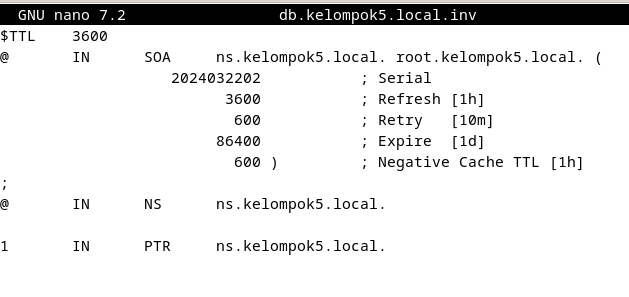 GNU nano 7.2 db.kelompok5.local.inv
$TTL 3600
@ IN SOA ns.kelompok5.local. root.kelompok5.local. (
2024032202 ; Serial
3600 ; Refresh [1h]
600 ; Retry [10m]
86400 ; Expire [1d]
600 ) ; Negative Cache TTL [1h]
;
@ IN NS ns.kelompok5.local.
1 IN PTR ns.kelompok5.local.